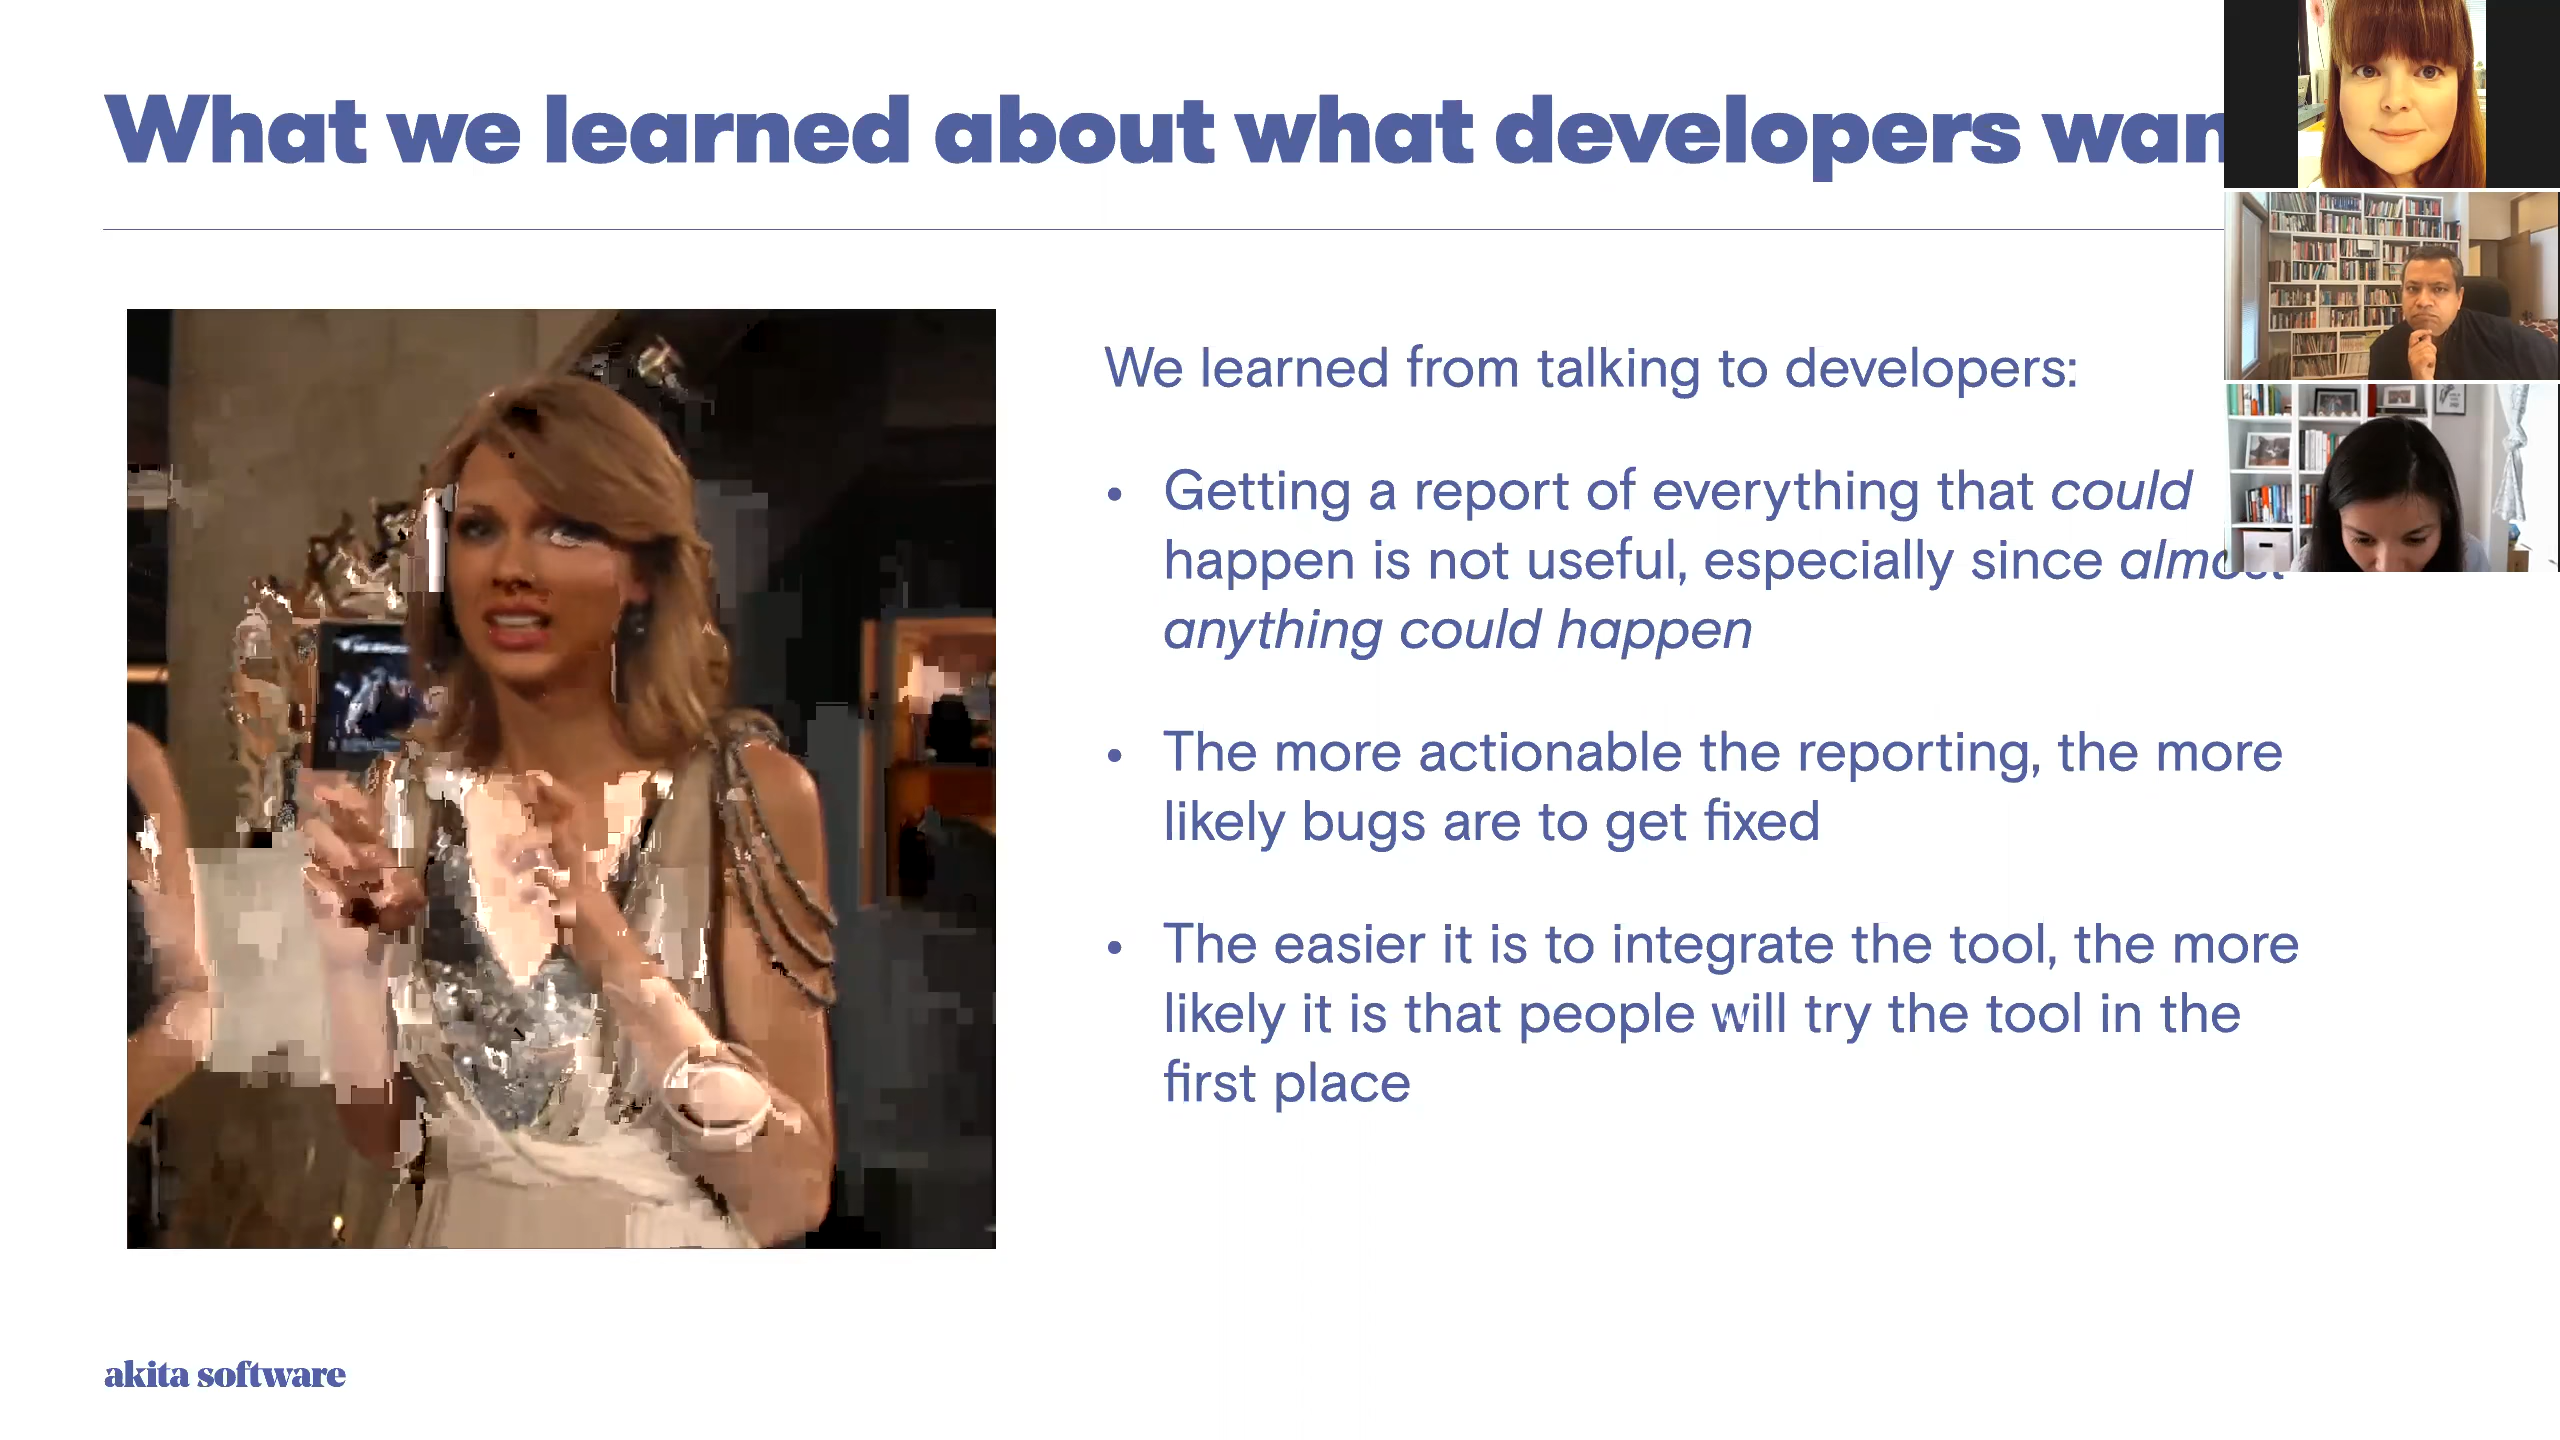 What we learned about what developers wan
We learned from talking to developers:
• Getting a report of everything that could
happen is not useful, especially since almost
anything could happen
• The more actionable the reporting, the more
likely bugs are to get fixed
• The easier it is to integrate the tool, the more
likely it is that people will try the tool in the
first place
akita software